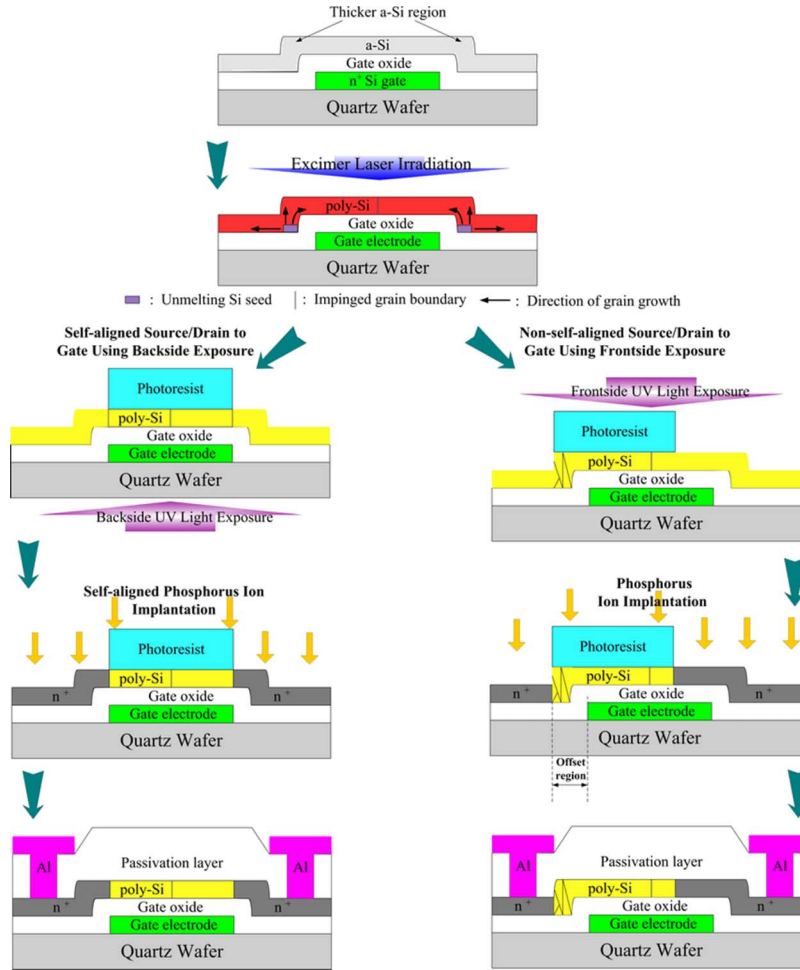 Thicker a-Si region
a-Si
Gate oxide
n+ Si gate
Quartz Wafer
Excimer Laser Irradiation
poly-Si
Gate oxide
Gate electrode
Quartz Wafer
: Unmelting Si seed
: Impinged grain boundary
: Direction of grain growth
Self-aligned Source/Drain to
Gate Using Backside Exposure
Photoresist
poly-Si
Gate oxide
Gate electrode
Quartz Wafer
Backside UV Light Exposure
Non-self-aligned Source/Drain to
Gate Using Frontside Exposure
Frontside UV Light Exposure
Photoresist
poly-Si
Gate oxide
Gate electrode
Quartz Wafer
Self-aligned Phosphorus Ion
Implantation
Photoresist
poly-Si
n+
Gate oxide
n+
Gate electrode
Quartz Wafer
Phosphorus
Ion Implantation
Photoresist
poly-Si
n+
Gate oxide
n+
Gate electrode
Quartz Wafer
Offset
region
Al
Passivation layer
Al
poly-Si
n+
Gate oxide
n+
Gate electrode
Quartz Wafer
Al
Passivation layer
Al
poly-Si
n+
Gate oxide
n+
Gate electrode
Quartz Wafer